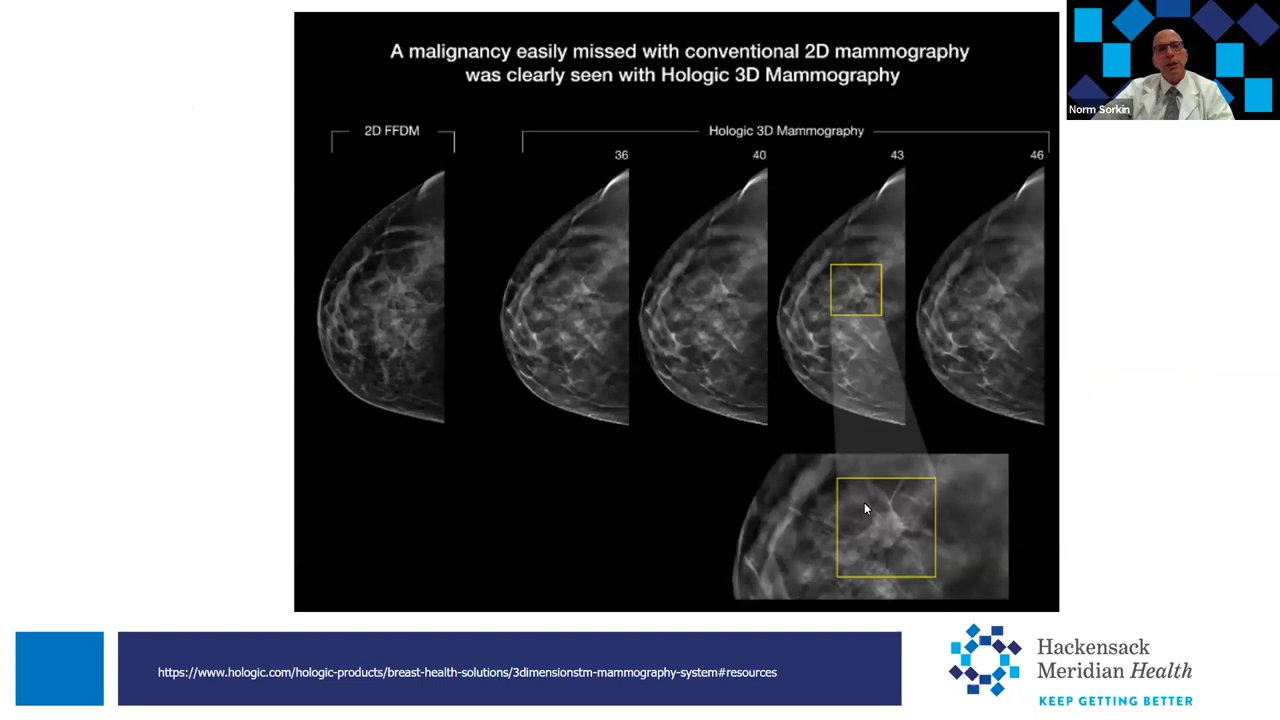 A malignancy easily missed with conventional 2D mammography
was clearly seen with Hologic 3D Mammography
2D FFDM
Hologic 3D Mammography
36
40
43
46
Norm Sorkin
https://www.hologic.com/hologic-products/breast-health-solutions/3dimensionstm-mammography-system#resources
Hackensack
Meridian Health
KEEP GETTING BETTER